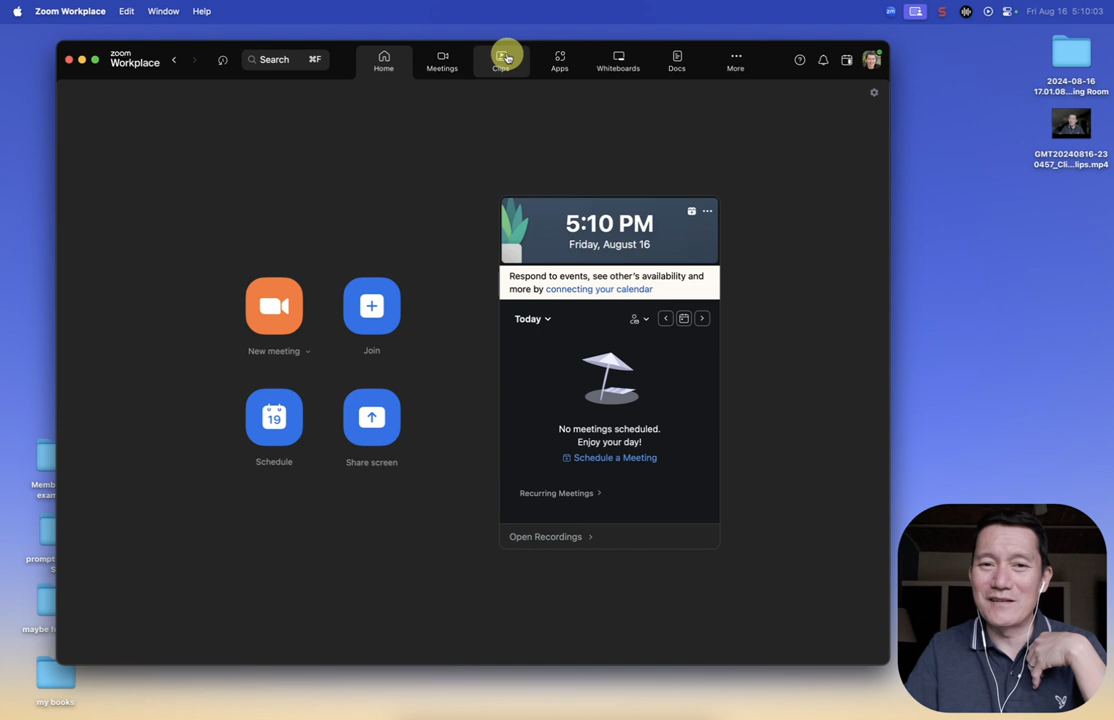 Zoom Workplace Edit Window Help
zm S Fri Aug 16 5:10:03
zoom
Workplace
Search ⌘F
Home
Meetings
Clips
Apps
Whiteboards
Docs
More
2024-08-16
17.01.08...ing Room
GMT20240816-23
0457_Cli...lips.mp4
5:10 PM
Friday, August 16
Respond to events, see other's availability and
more by connecting your calendar
Today
New meeting
Join
19
Schedule
Share screen
No meetings scheduled.
Enjoy your day!
Schedule a Meeting
Recurring Meetings >
Open Recordings >
Memb
exam
prompt
S
maybe f
my books